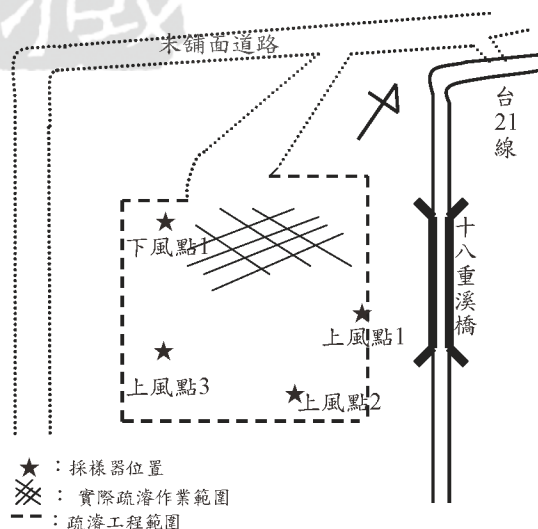 未舖面道路
台21線
下風點1
十八重溪橋
上風點1
上風點3
上風點2
：採樣器位置
：實際疏濬作業範圍
：疏濬工程範圍